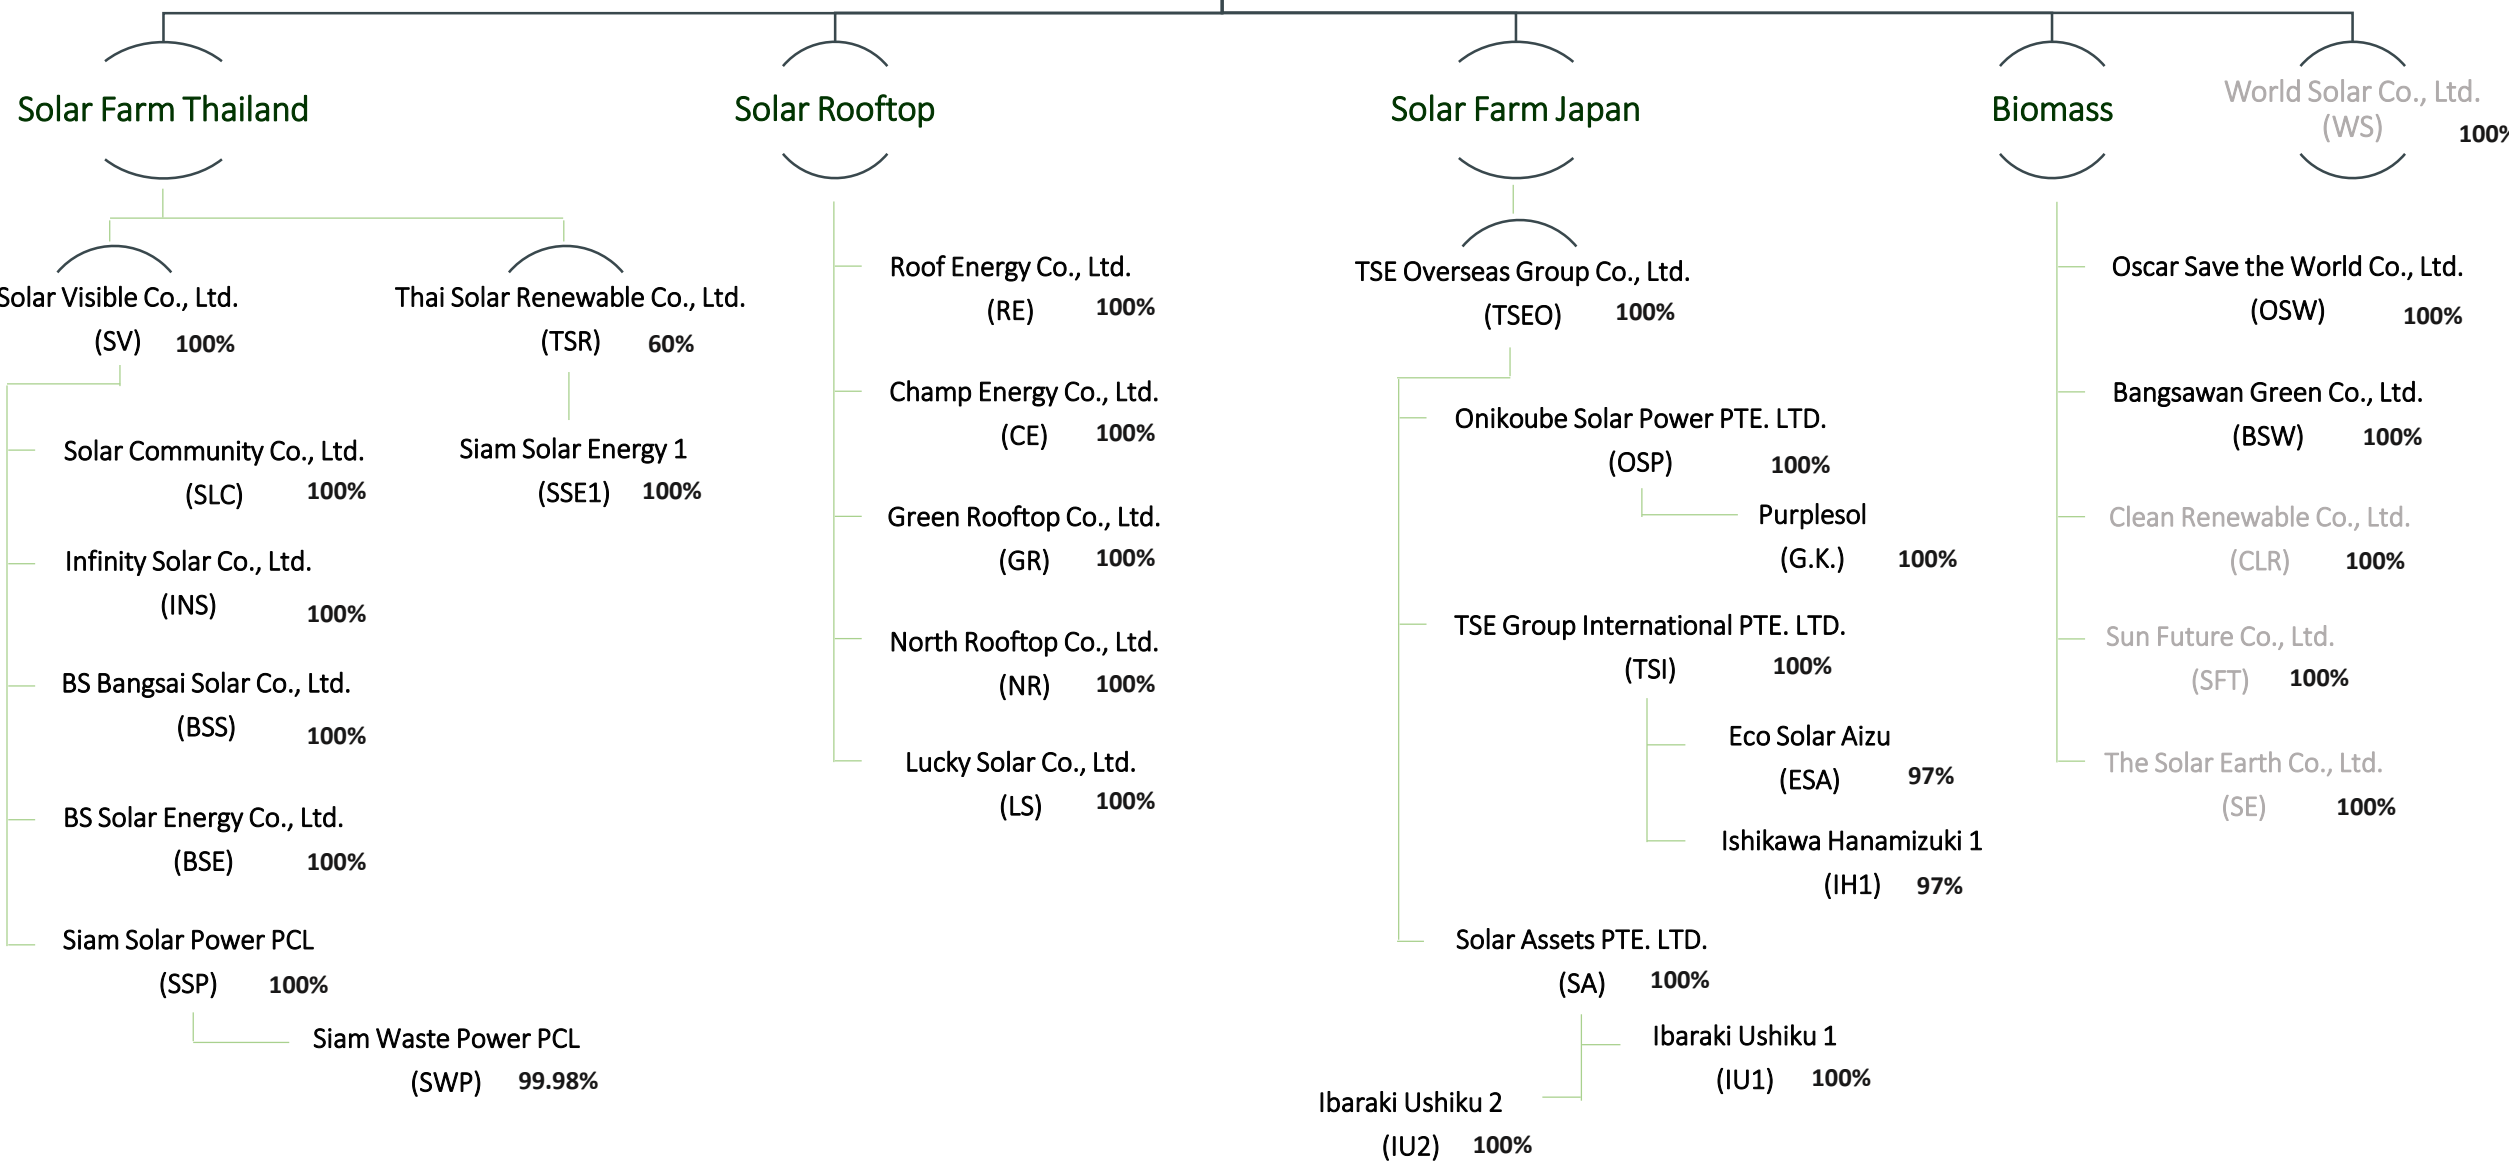 Solar Farm Thailand
Solar Visible Co., Ltd.
(SV) 100%
Solar Community Co., Ltd.
(SLC) 100%
Infinity Solar Co., Ltd.
(INS) 100%
BS Bangsai Solar Co., Ltd.
(BSS) 100%
BS Solar Energy Co., Ltd.
(BSE) 100%
Siam Solar Power PCL
(SSP) 100%
Siam Waste Power PCL
(SWP) 99.98%
Thai Solar Renewable Co., Ltd.
(TSR) 60%
Siam Solar Energy 1
(SSE1) 100%
Solar Rooftop
Roof Energy Co., Ltd.
(RE) 100%
Champ Energy Co., Ltd.
(CE) 100%
Green Rooftop Co., Ltd.
(GR) 100%
North Rooftop Co., Ltd.
(NR) 100%
Lucky Solar Co., Ltd.
(LS) 100%
Solar Farm Japan
TSE Overseas Group Co., Ltd.
(TSEO) 100%
Onikoube Solar Power PTE. LTD.
(OSP) 100%
Purplesol
(G.K.) 100%
TSE Group International PTE. LTD.
(TSI) 100%
Eco Solar Aizu
(ESA) 97%
Ishikawa Hanamizuki 1
(IH1) 97%
Solar Assets PTE. LTD.
(SA) 100%
Ibaraki Ushiku 1
(IU1) 100%
Ibaraki Ushiku 2
(IU2) 100%
Biomass
Oscar Save the World Co., Ltd.
(OSW) 100%
Bangsawan Green Co., Ltd.
(BSW) 100%
Clean Renewable Co., Ltd.
(CLR) 100%
Sun Future Co., Ltd.
(SFT) 100%
The Solar Earth Co., Ltd.
(SE) 100%
World Solar Co., Ltd.
(WS) 100%